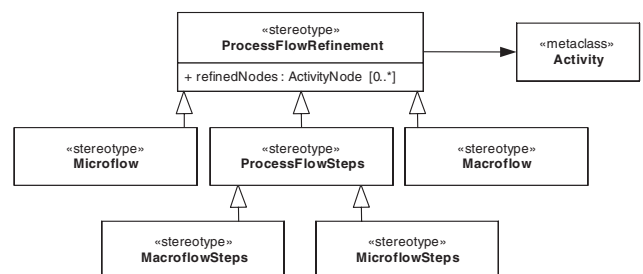 «stereotype»
ProcessFlowRefinement
+ refinedNodes : ActivityNode [0..*]
«metaclass»
Activity
«stereotype»
Microflow
«stereotype»
ProcessFlowSteps
«stereotype»
Macroflow
«stereotype»
MacroflowSteps
«stereotype»
MicroflowSteps